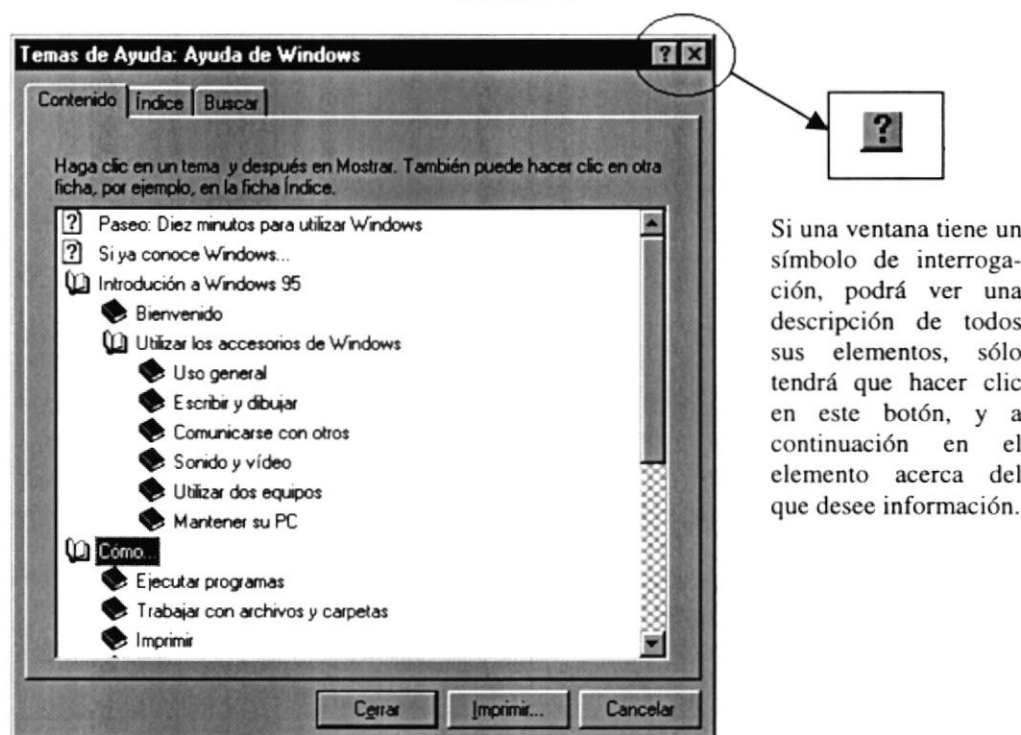 Temas de Ayuda: Ayuda de Windows
? X
Contenido Índice Buscar
Haga clic en un tema y después en Mostrar. También puede hacer clic en otra
ficha, por ejemplo, en la ficha Índice.
? Paseo: Diez minutos para utilizar Windows
? Si ya conoce Windows...
Introdución a Windows 95
Bienvenido
Utilizar los accesorios de Windows
Uso general
Escribir y dibujar
Comunicarse con otros
Sonido y vídeo
Utilizar dos equipos
Mantener su PC
Cómo...
Ejecutar programas
Trabajar con archivos y carpetas
Imprimir
Cerrar Imprimir... Cancelar
?
Si una ventana tiene un
símbolo de interroga-
ción, podrá ver una
descripción de todos
sus elementos, sólo
tendrá que hacer clic
en este botón, y a
continuación en el
elemento acerca del
que desee información.